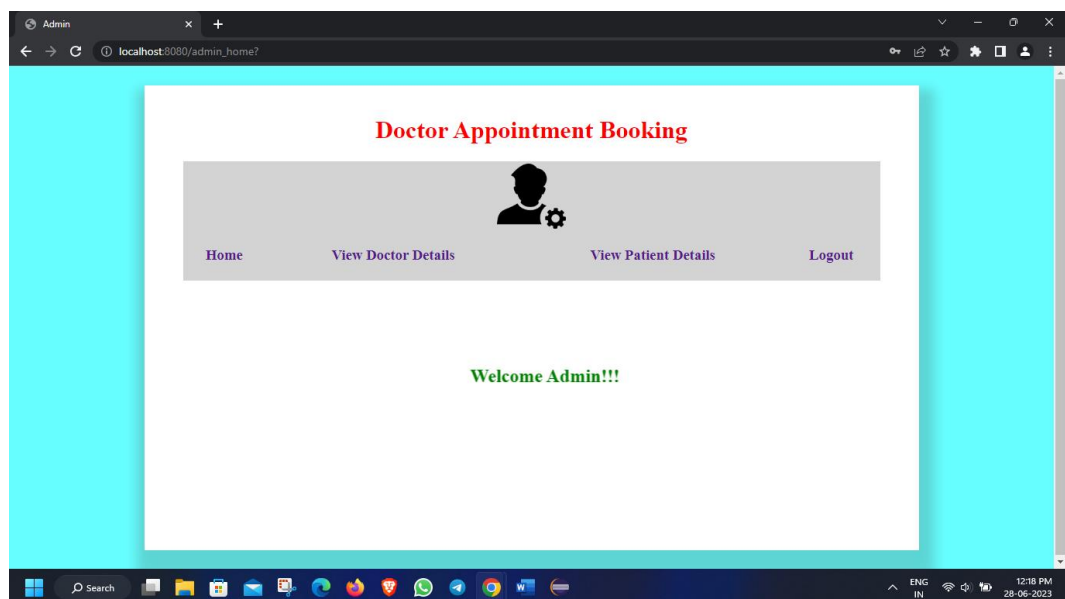 Admin
localhost:8080/admin_home?
Doctor Appointment Booking
Home View Doctor Details View Patient Details Logout
Welcome Admin!!!
Search
ENG
IN
12:18 PM
28-06-2023